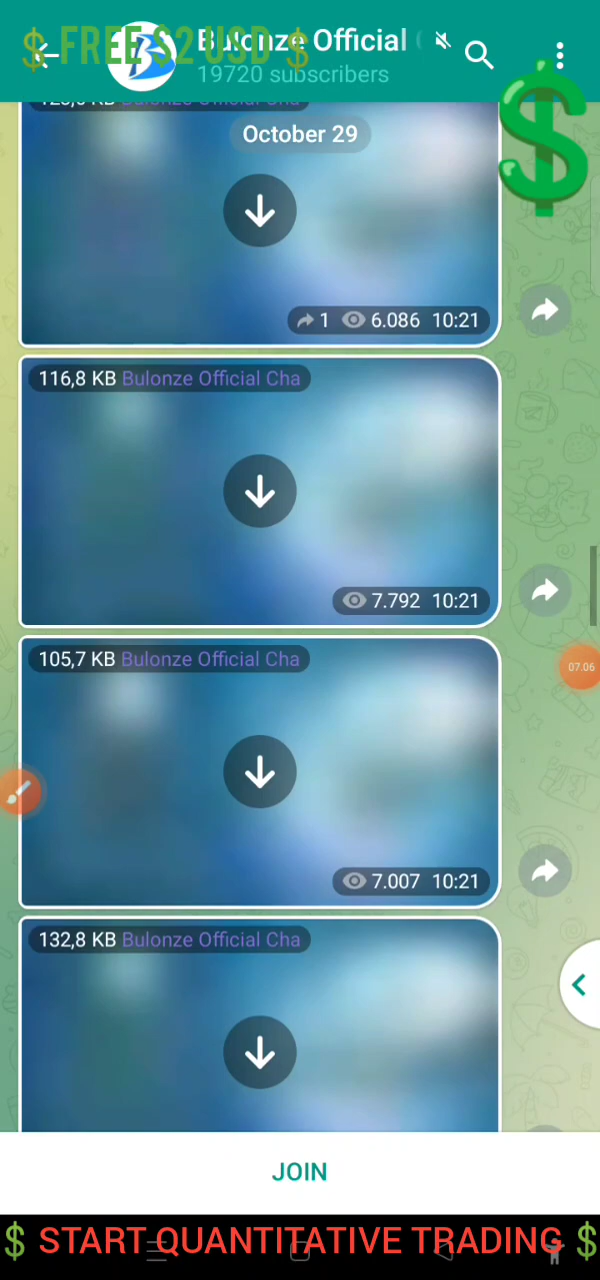 $ FREE $2 USD $
Bulonze Official
19720 subscribers
October 29
1 6.086 10:21
116,8 KB Bulonze Official Cha
7.792 10:21
105,7 KB Bulonze Official Cha
07.06
7.007 10:21
132,8 KB Bulonze Official Cha
JOIN
$ START QUANTITATIVE TRADING $